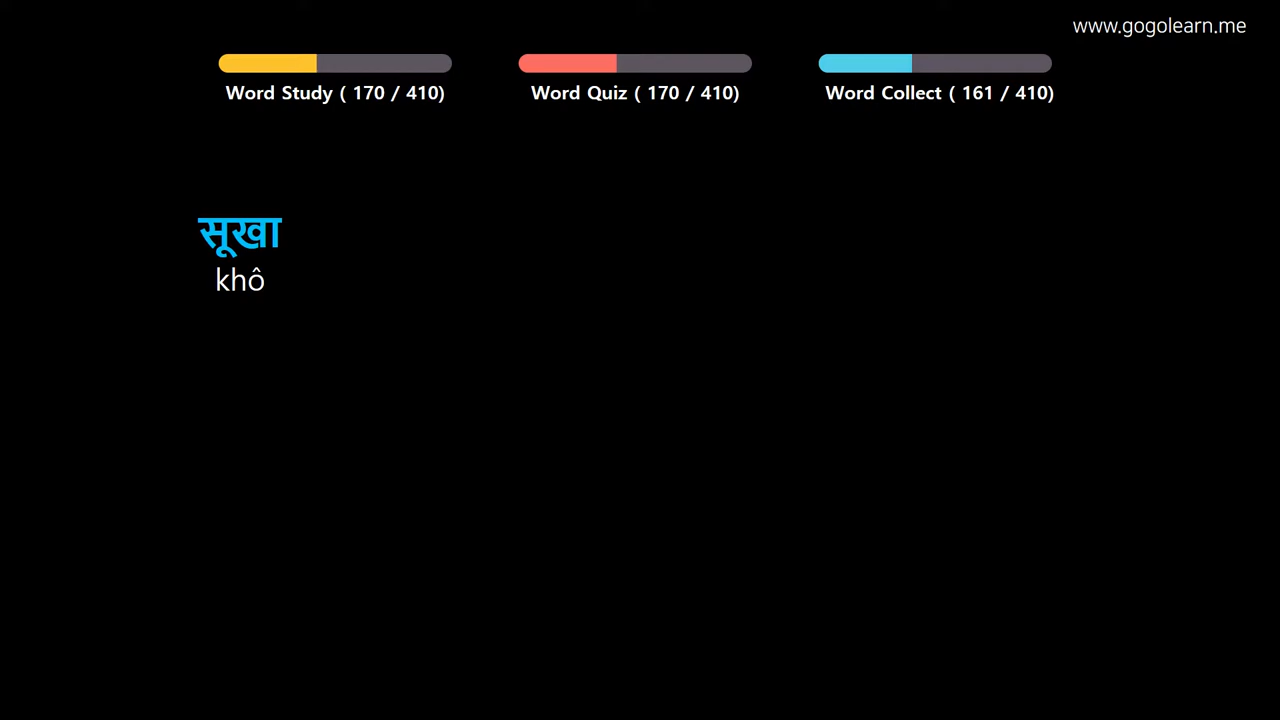 www.gogolearn.me
Word Study ( 170 / 410)
Word Quiz ( 170 / 410)
Word Collect ( 161 / 410)
सूखा
khô